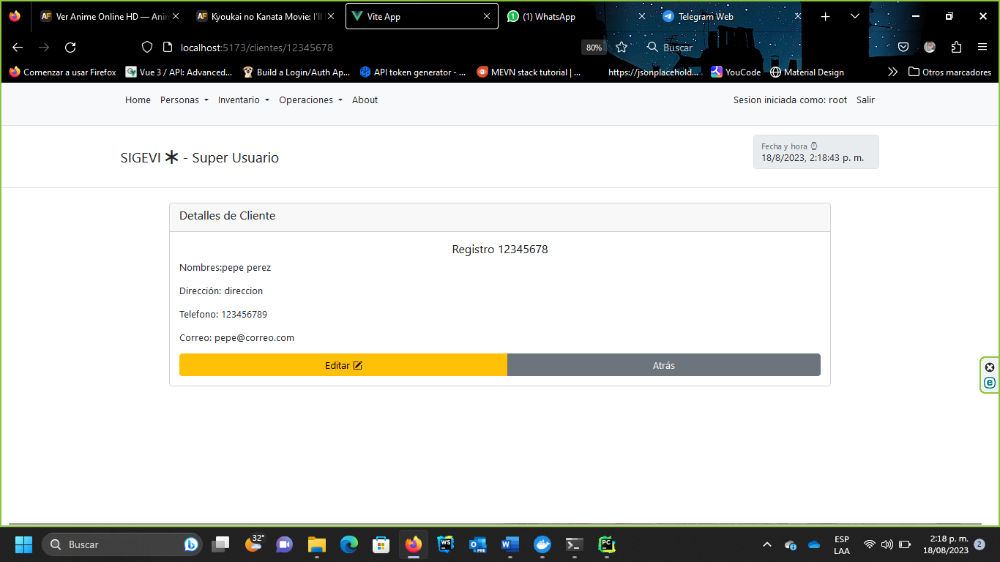 Ver Anime Online HD — Anim
Kyoukai no Kanata Movie: I'll
Vite App
(1) WhatsApp
Telegram Web
localhost:5173/clientes/12345678
80%
Buscar
Comenzar a usar Firefox
Vue 3 / API: Advanced...
Build a Login/Auth Ap...
API token generator - ...
MEVN stack tutorial | ...
https://jsonplacehold...
YouCode
Material Design
Otros marcadores
Home
Personas
Inventario
Operaciones
About
Sesion iniciada como: root
Salir
SIGEVI * - Super Usuario
Fecha y hora ⌚
18/8/2023, 2:18:43 p. m.
Detalles de Cliente
Registro 12345678
Nombres:pepe perez
Dirección: direccion
Telefono: 123456789
Correo: pepe@correo.com
Editar
Atrás
Buscar
32°
ESP
LAA
2:18 p. m.
18/08/2023
2